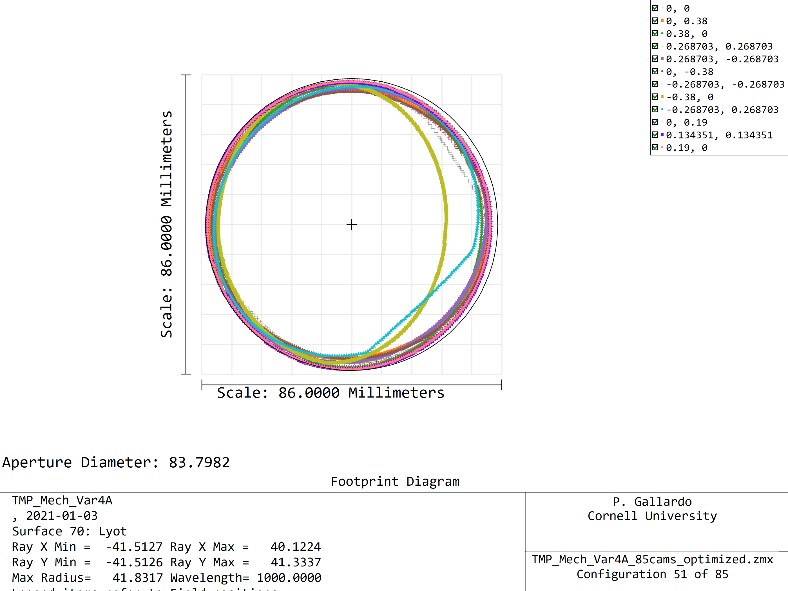 0, 0
0, 0.38
0.38, 0
0.268703, 0.268703
0.268703, -0.268703
0, -0.38
-0.268703, -0.268703
-0.38, 0
-0.268703, 0.268703
0, 0.19
0.134351, 0.134351
0.19, 0
Scale: 86.0000 Millimeters
Scale: 86.0000 Millimeters
Aperture Diameter: 83.7982
Footprint Diagram
TMP_Mech_Var4A
, 2021-01-03
Surface 70: Lyot
Ray X Min = -41.5127 Ray X Max = 40.1224
Ray Y Min = -41.5126 Ray Y Max = 41.3337
Max Radius= 41.8317 Wavelength= 1000.0000
P. Gallardo
Cornell University
TMP_Mech_Var4A_85cams_optimized.zmx
Configuration 51 of 85